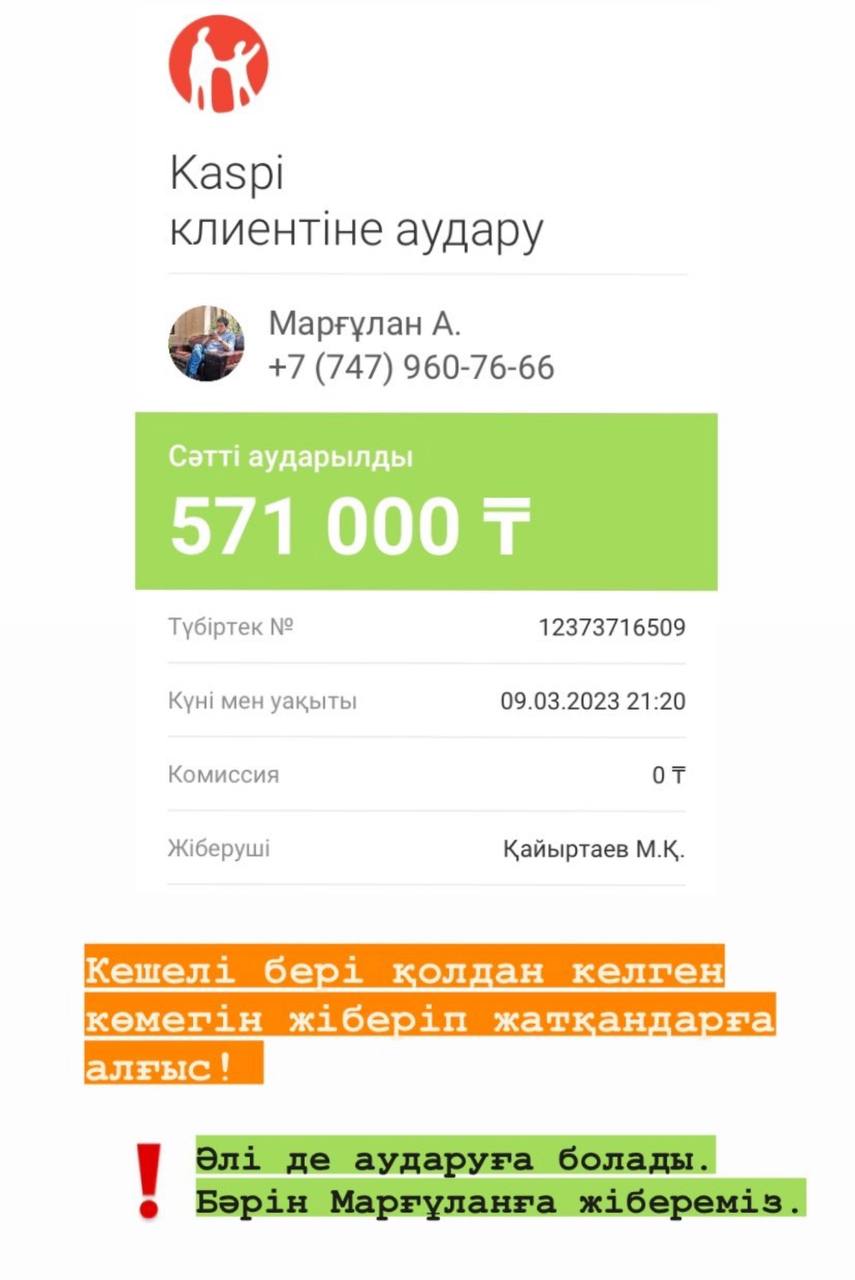 Kaspi
клиентіне аудару
Марғұлан А.
+7 (747) 960-76-66
Сәтті аударылды
571 000 ₸
Түбіртек № 12373716509
Күні мен уақыты 09.03.2023 21:20
Комиссия 0 ₸
Жіберуші Қайыртаев М.Қ.
Кешелі бері қолдан келген
көмегін жіберіп жатқандарға
алғыс!
❗ Әлі де аударуға болады.
Бәрін Марғұланға жібереміз.